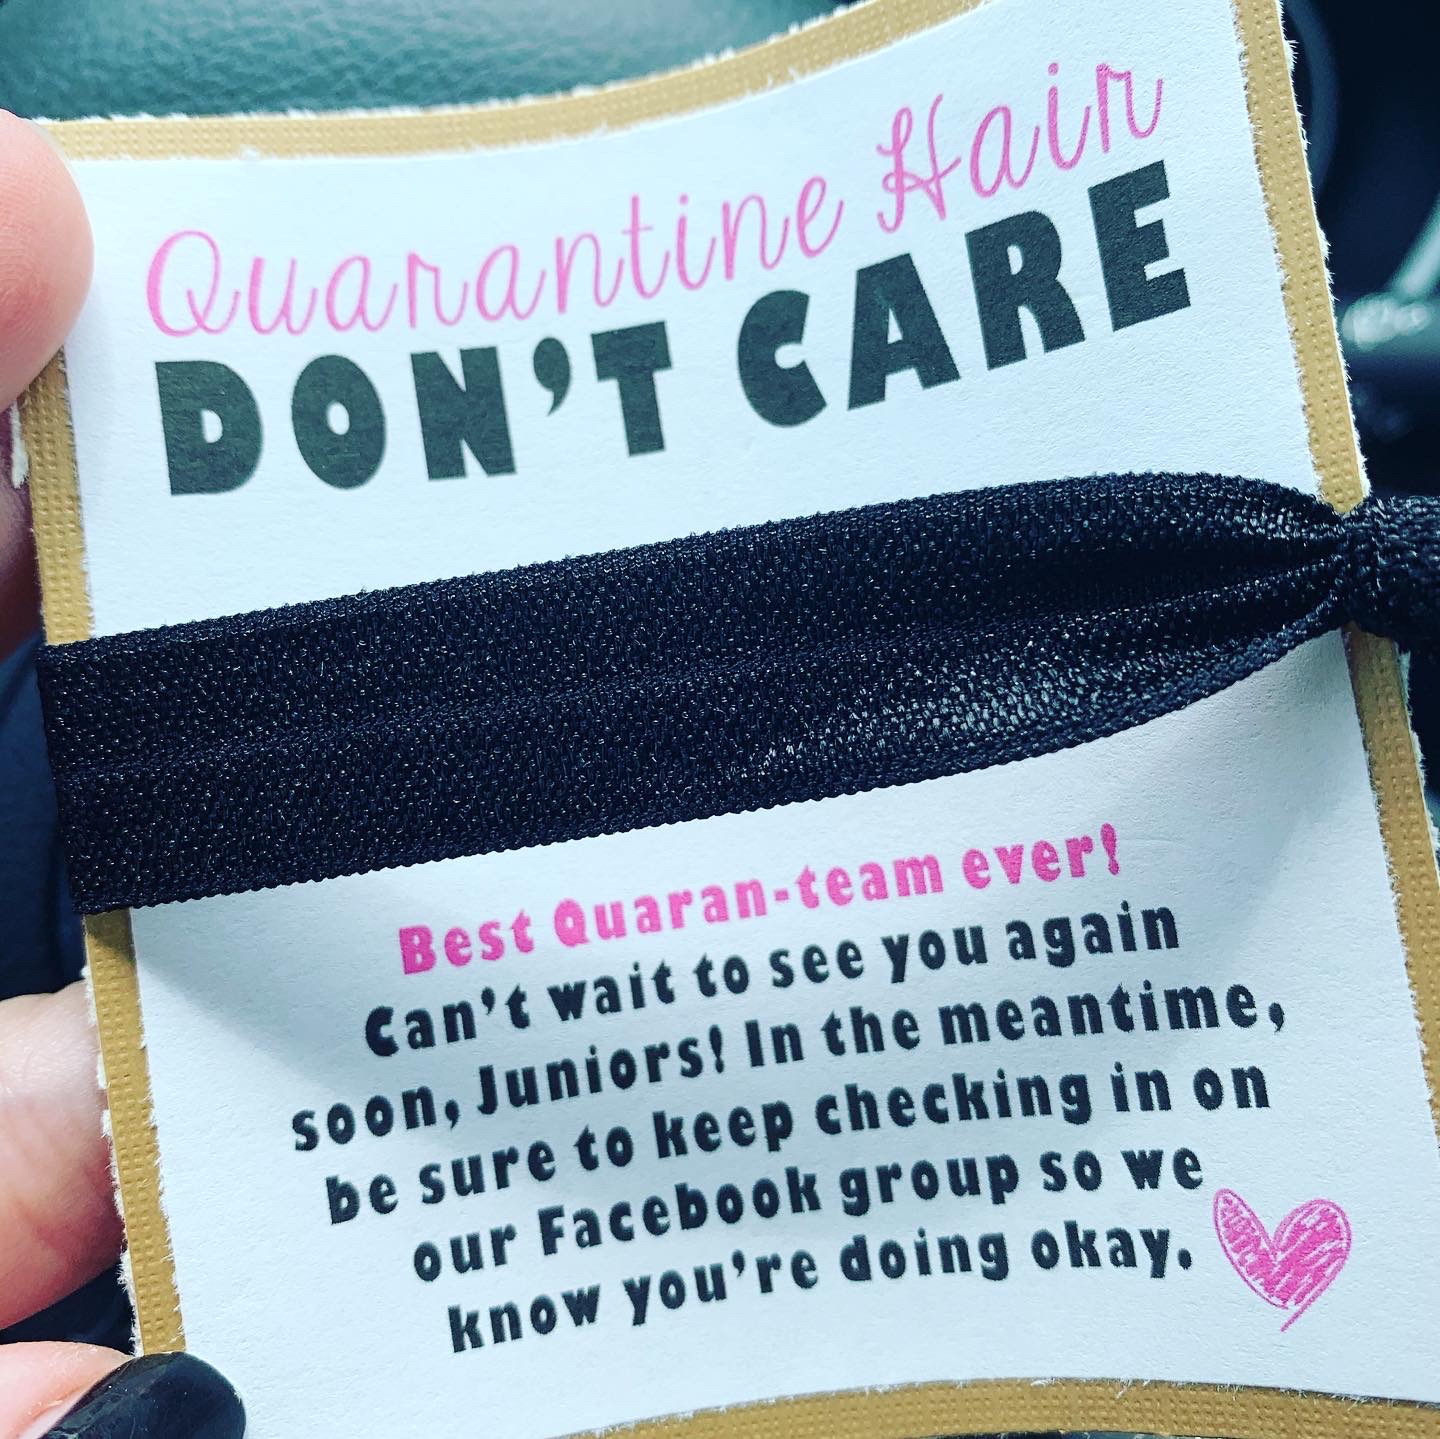 Quarantine Hair
DON'T CARE
Best Quaran-team ever!
Can't wait to see you again
soon, Juniors! In the meantime,
be sure to keep checking in on
our Facebook group so we
know you're doing okay.